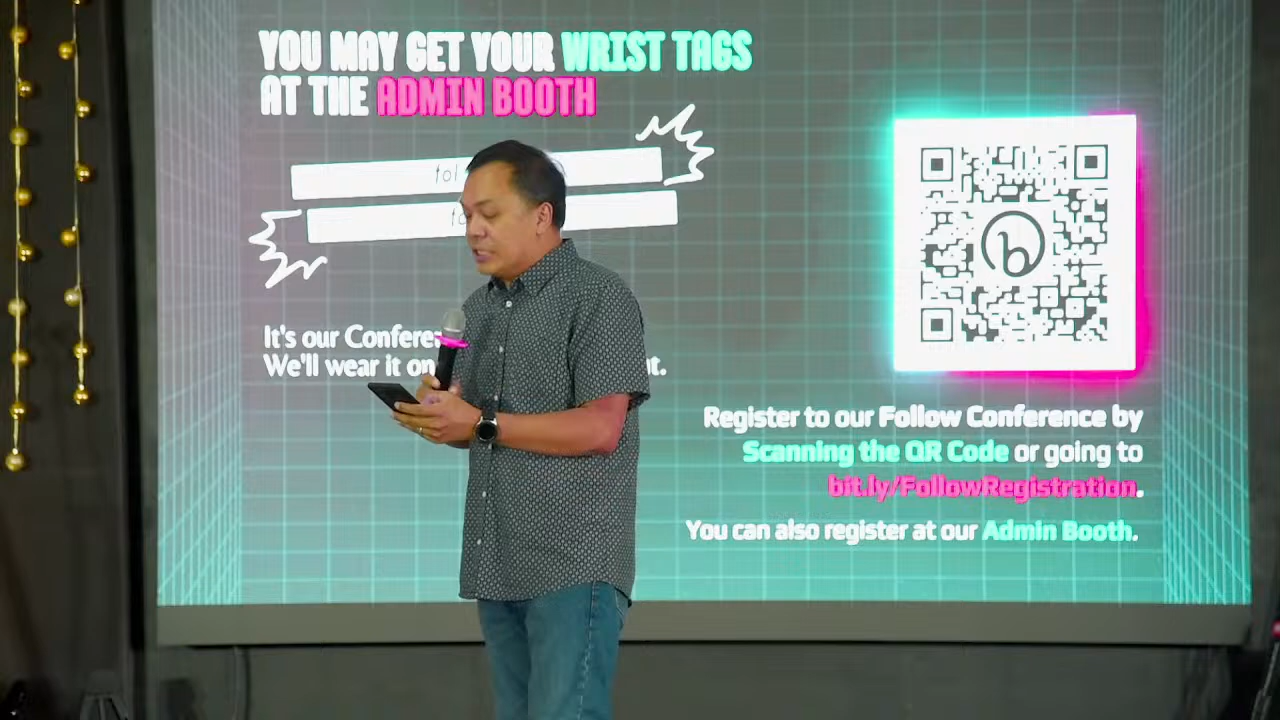 YOU MAY GET YOUR WRIST TAGS
AT THE ADMIN BOOTH
It's our
We'll wear it on
Register to our Follow Conference by
Scanning the QR Code or going to
bit.ly/FollowRegistration.
You can also register at our Admin Booth.